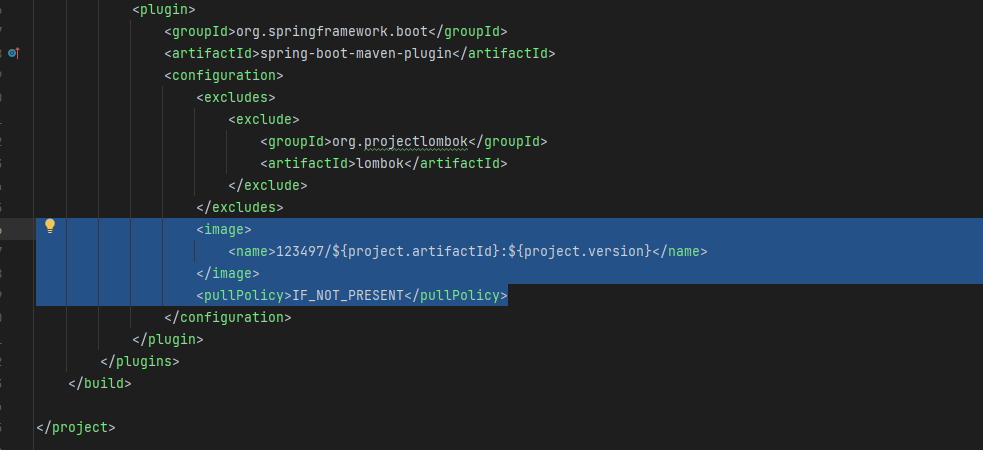 <plugin>
<groupId>org.springframework.boot</groupId>
<artifactId>spring-boot-maven-plugin</artifactId>
<configuration>
<excludes>
<exclude>
<groupId>org.projectlombok</groupId>
<artifactId>lombok</artifactId>
</exclude>
</excludes>
<image>
<name>123497/${project.artifactId}:${project.version}</name>
</image>
<pullPolicy>IF_NOT_PRESENT</pullPolicy>
</configuration>
</plugin>
</plugins>
</build>
</project>